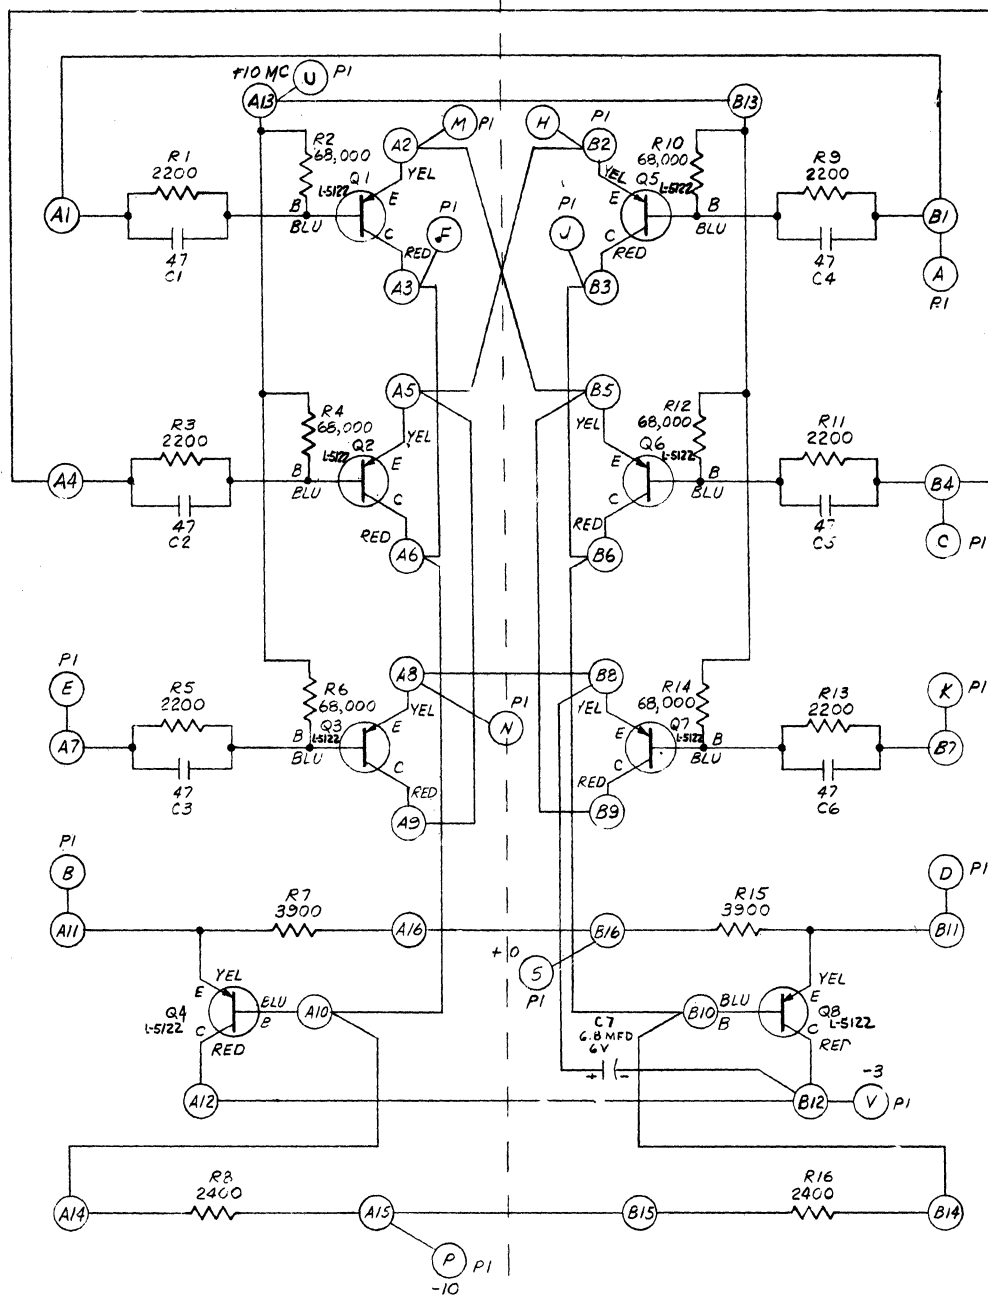 +10 MC U P1
A13
B13
R2
68,000
A2
M P1
H P1
B2
R10
68,000
R1
2200
Q1
L-5122
YEL
E
YEL
E
Q5
L-5122
R9
2200
A1
B
BLU
C
P1
F
P1
J
C
B
BLU
B1
47
C1
RED
RED
47
C4
A
P1
A3
B3
A5
B5
R3
2200
R4
68,000
Q2
L-5122
YEL
E
YEL
E
R12
68,000
Q6
L-5122
R11
2200
A4
B
BLU
C
C
B
BLU
B4
47
C2
RED
RED
47
C5
C P1
A6
B6
P1
E
A8
B8
K P1
R5
2200
R6
68,000
Q3
L-5122
YEL
E
P1
N
YEL
E
R14
68,000
Q7
L-5122
R13
2200
A7
B
BLU
C
C
B
BLU
B7
47
C3
RED
RED
47
C6
A9
B9
P1
B
D P1
R7
3900
R15
3900
A11
A16
B16
B11
+0
S
P1
YEL
E
YEL
E
Q4
L-5122
BLU
B
A10
B10
BLU
B
Q8
L-5122
C
RED
C7
6.8 MFD
6V
+ -
C
RED
-3
A12
B12
V P1
R8
2400
R16
2400
A14
A15
B15
B14
P P1
-10